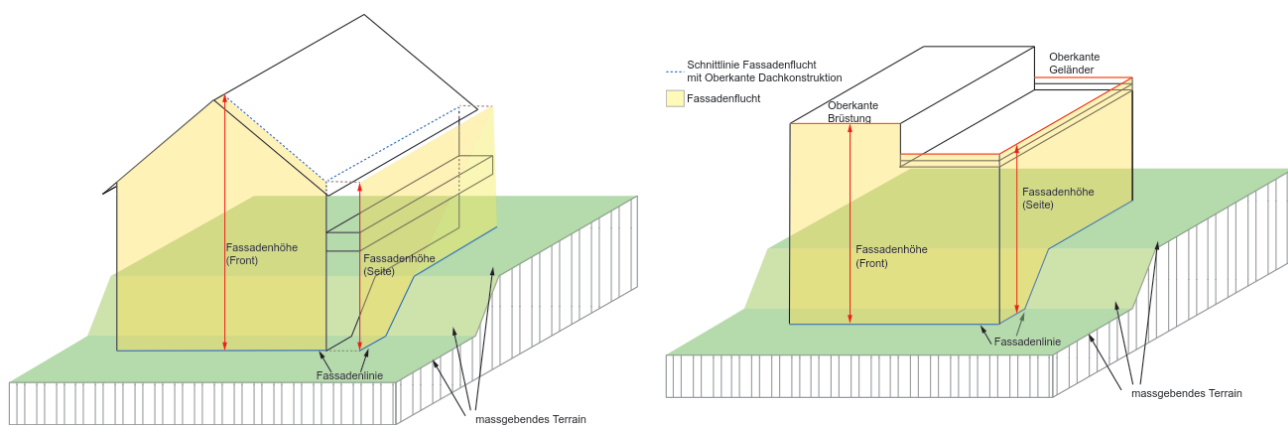 Fassadenhöhe
(Front)
Fassadenhöhe
(Seite)
Fassadenlinie
massgebendes Terrain
Schnittlinie Fassadenflucht
mit Oberkante Dachkonstruktion
Fassadenflucht
Oberkante
Brüstung
Oberkante
Geländer
Fassadenhöhe
(Seite)
Fassadenhöhe
(Front)
Fassadenlinie
massgebendes Terrain